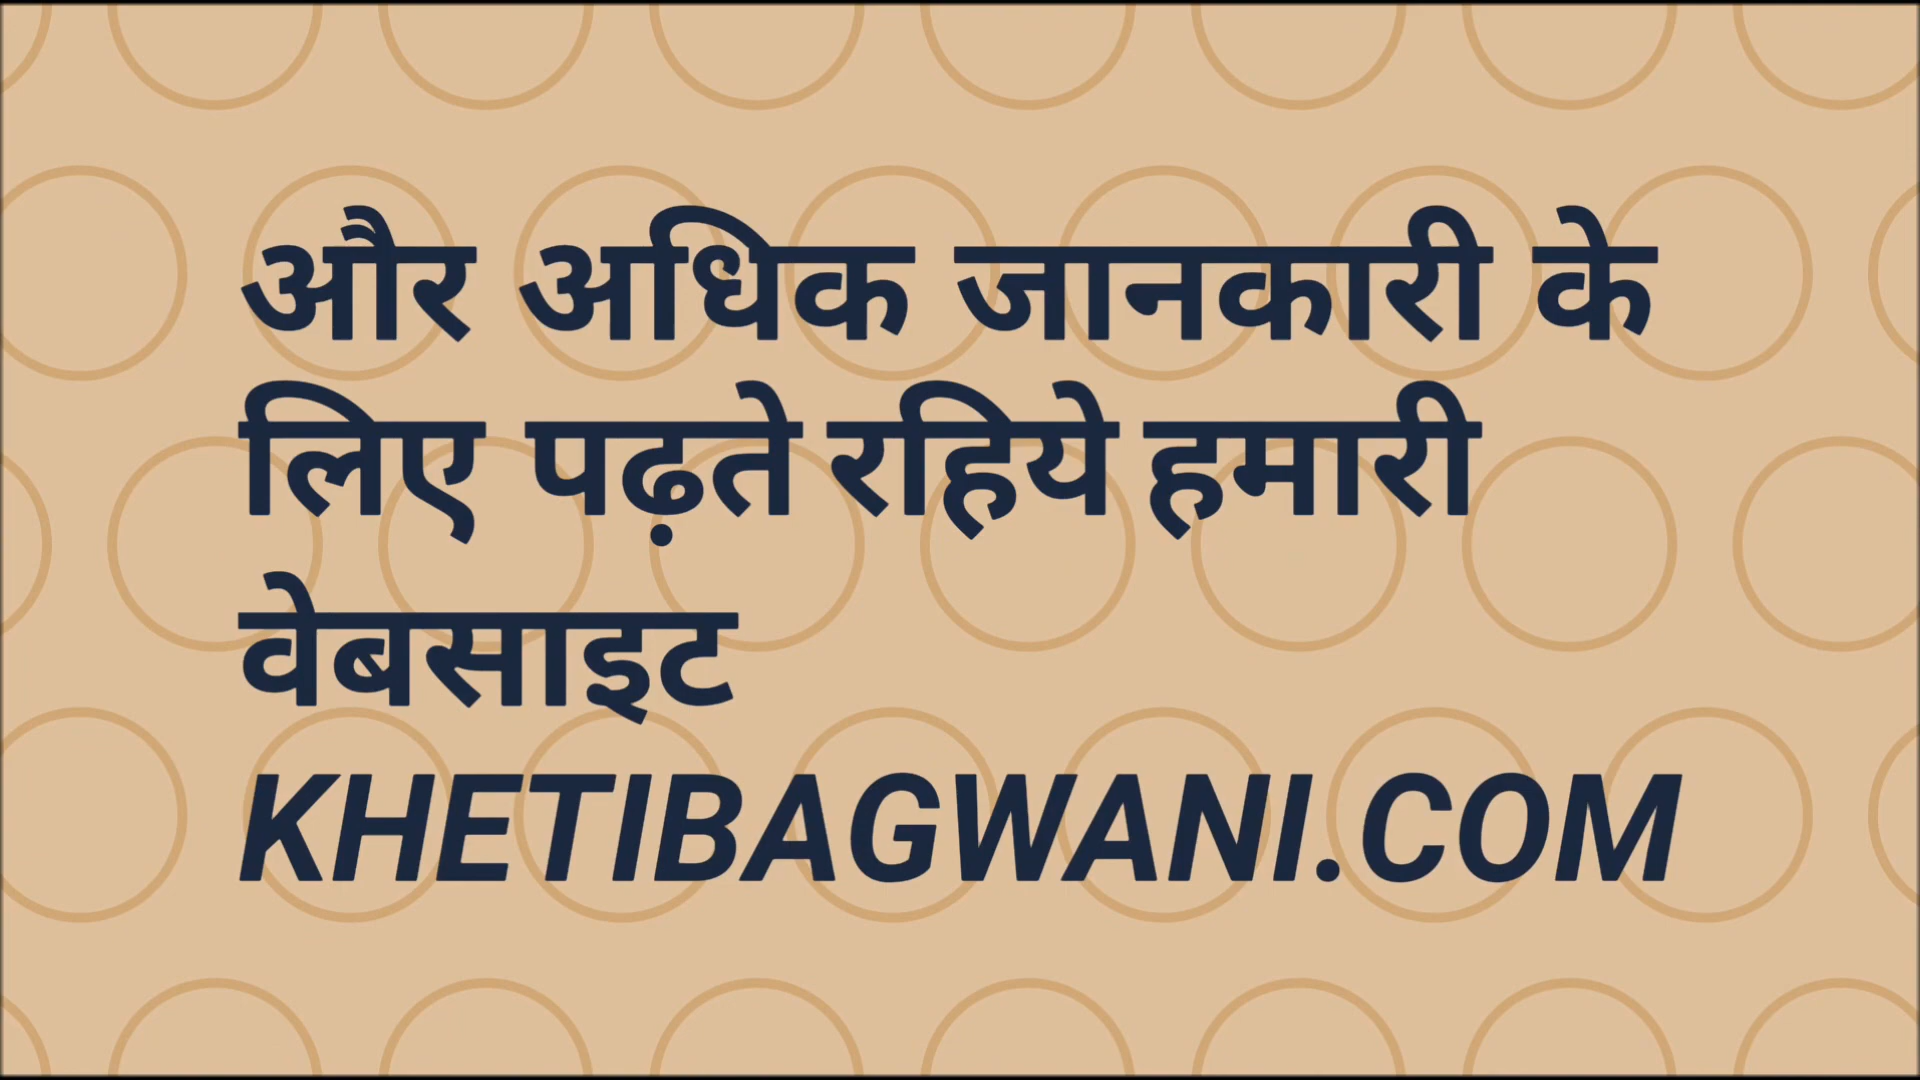 और अधिक जानकारी के
लिए पढ़ते रहिये हमारी
वेबसाइट
KHETIBAGWANI.COM